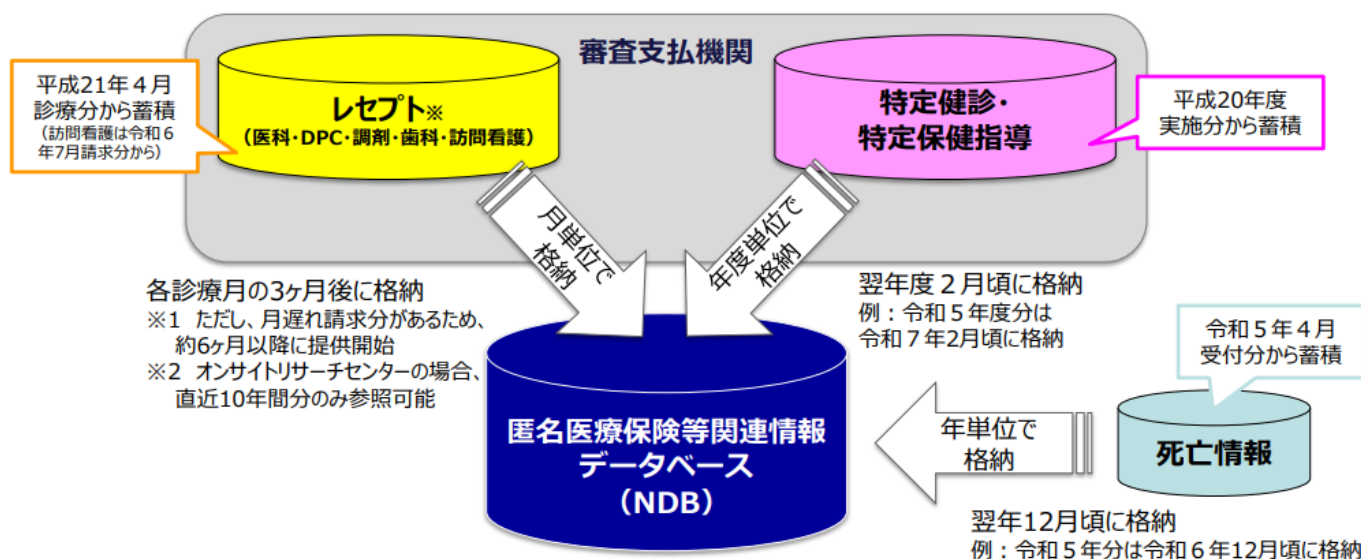 審査支払機関
平成21年４月
診療分から蓄積
（訪問看護は令和６
年7月請求分から）
レセプト※
（医科・DPC・調剤・歯科・訪問看護）
特定健診・
特定保健指導
平成20年度
実施分から蓄積
月単位で
格納
年度単位で
格納
各診療月の3ヶ月後に格納
※1　ただし、月遅れ請求分があるため、
約6ヶ月以降に提供開始
※2　オンサイトリサーチセンターの場合、
直近10年間分のみ参照可能
翌年度２月頃に格納
例：令和５年度分は
令和７年2月頃に格納
令和５年４月
受付分から蓄積
匿名医療保険等関連情報
データベース
（NDB）
年単位で
格納
死亡情報
翌年12月頃に格納
例：令和５年分は令和６年12月頃に格納